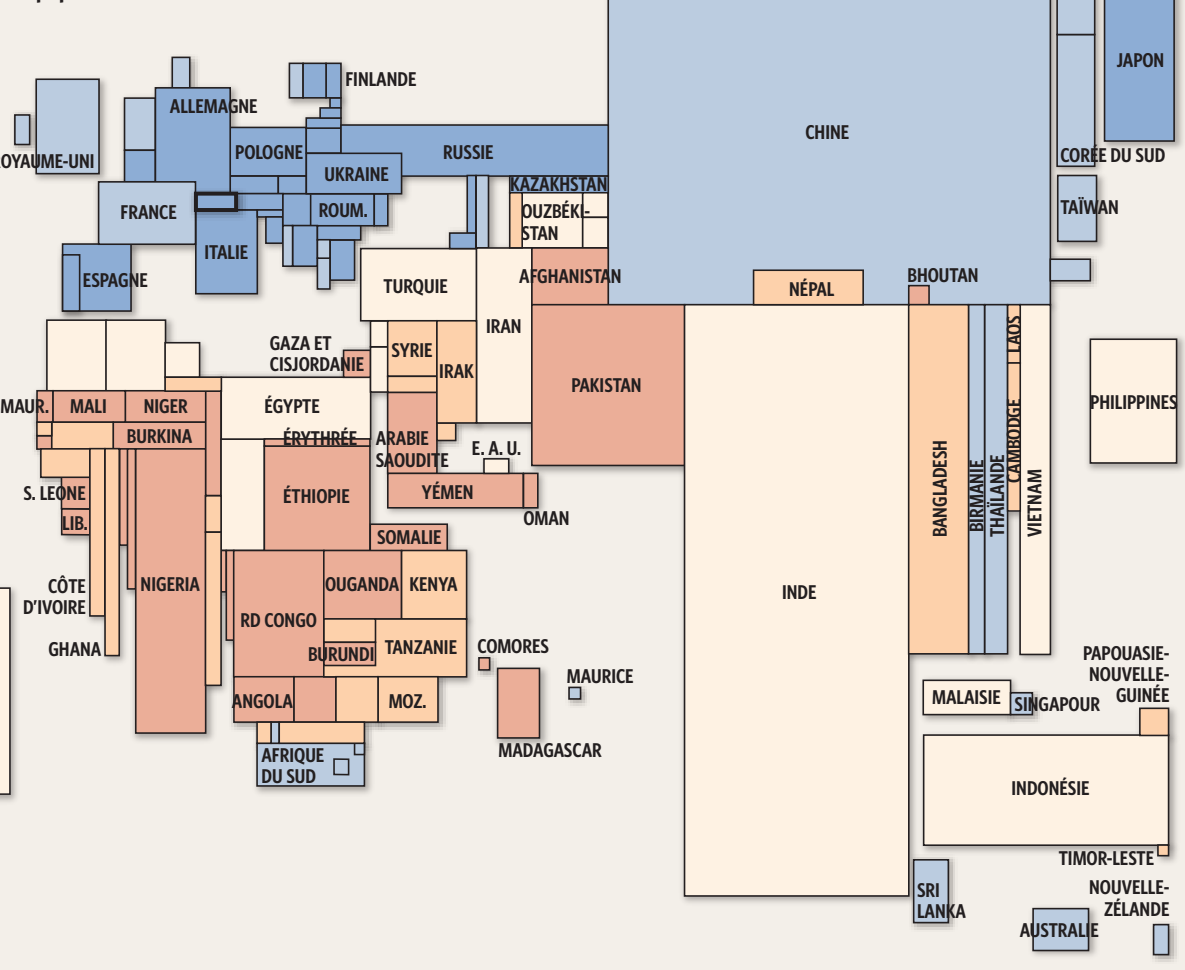 FINLANDE
JAPON
ALLEMAGNE
CHINE
POLOGNE
RUSSIE
OYAUME-UNI
CORÉE DU SUD
UKRAINE
KAZAKHSTAN
FRANCE
ROUM.
OUZBÉKI-
STAN
TAÏWAN
ITALIE
ESPAGNE
TURQUIE
AFGHANISTAN
NÉPAL
BHOUTAN
IRAN
GAZA ET
CISJORDANIE
SYRIE
IRAK
LAOS
PAKISTAN
MAUR.
MALI
NIGER
ÉGYPTE
PHILIPPINES
BURKINA
ÉRYTHRÉE
ARABIE
SAOUDITE
E. A. U.
CAMBODGE
S. LEONE
ÉTHIOPIE
YÉMEN
BANGLADESH
BIRMANIE
THAÏLANDE
VIETNAM
LIB.
OMAN
SOMALIE
CÔTE
D'IVOIRE
NIGERIA
OUGANDA
KENYA
INDE
RD CONGO
GHANA
BURUNDI
TANZANIE
COMORES
MAURICE
PAPOUASIE-
NOUVELLE-
GUINÉE
ANGOLA
MOZ.
MALAISIE
SINGAPOUR
MADAGASCAR
AFRIQUE
DU SUD
INDONÉSIE
TIMOR-LESTE
SRI
LANKA
NOUVELLE-
ZÉLANDE
AUSTRALIE